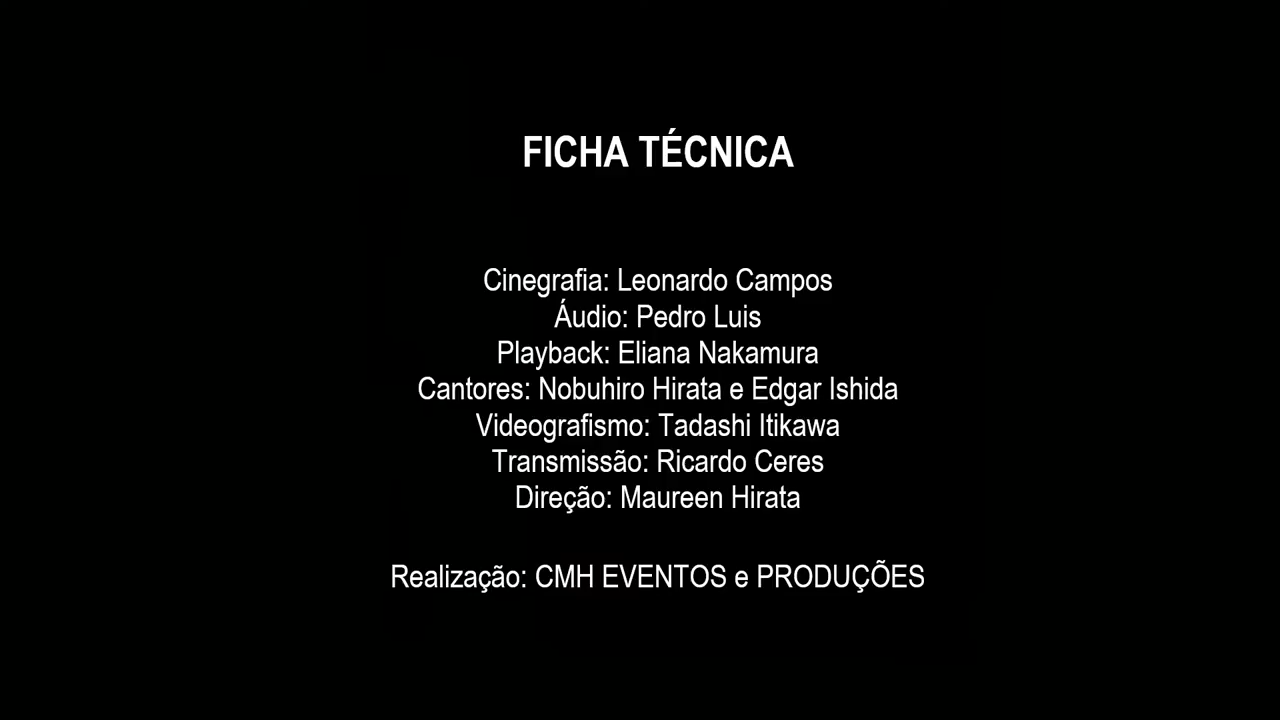 FICHA TÉCNICA
Cinegrafia: Leonardo Campos
Áudio: Pedro Luis
Playback: Eliana Nakamura
Cantores: Nobuhiro Hirata e Edgar Ishida
Videografismo: Tadashi Itikawa
Transmissão: Ricardo Ceres
Direção: Maureen Hirata
Realização: CMH EVENTOS e PRODUÇÕES